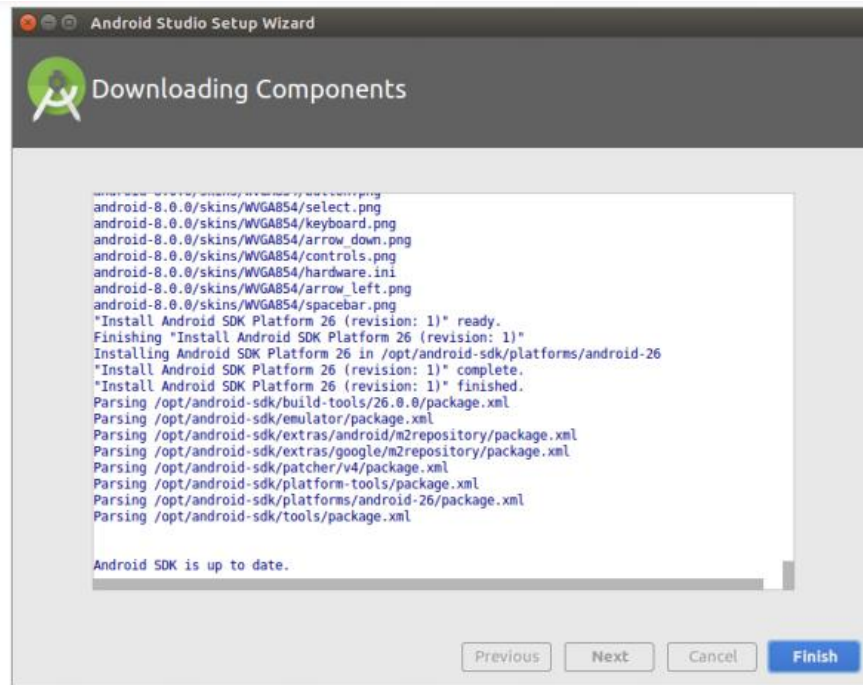 Android Studio Setup Wizard
Downloading Components
android-8.0.0/skins/WVGA854/button.png
android-8.0.0/skins/WVGA854/select.png
android-8.0.0/skins/WVGA854/keyboard.png
android-8.0.0/skins/WVGA854/arrow_down.png
android-8.0.0/skins/WVGA854/controls.png
android-8.0.0/skins/WVGA854/hardware.ini
android-8.0.0/skins/WVGA854/arrow_left.png
android-8.0.0/skins/WVGA854/spacebar.png
"Install Android SDK Platform 26 (revision: 1)" ready.
Finishing "Install Android SDK Platform 26 (revision: 1)"
Installing Android SDK Platform 26 in /opt/android-sdk/platforms/android-26
"Install Android SDK Platform 26 (revision: 1)" complete.
"Install Android SDK Platform 26 (revision: 1)" finished.
Parsing /opt/android-sdk/build-tools/26.0.0/package.xml
Parsing /opt/android-sdk/emulator/package.xml
Parsing /opt/android-sdk/extras/android/m2repository/package.xml
Parsing /opt/android-sdk/extras/google/m2repository/package.xml
Parsing /opt/android-sdk/patcher/v4/package.xml
Parsing /opt/android-sdk/platform-tools/package.xml
Parsing /opt/android-sdk/platforms/android-26/package.xml
Parsing /opt/android-sdk/tools/package.xml
Android SDK is up to date.
Previous Next Cancel Finish